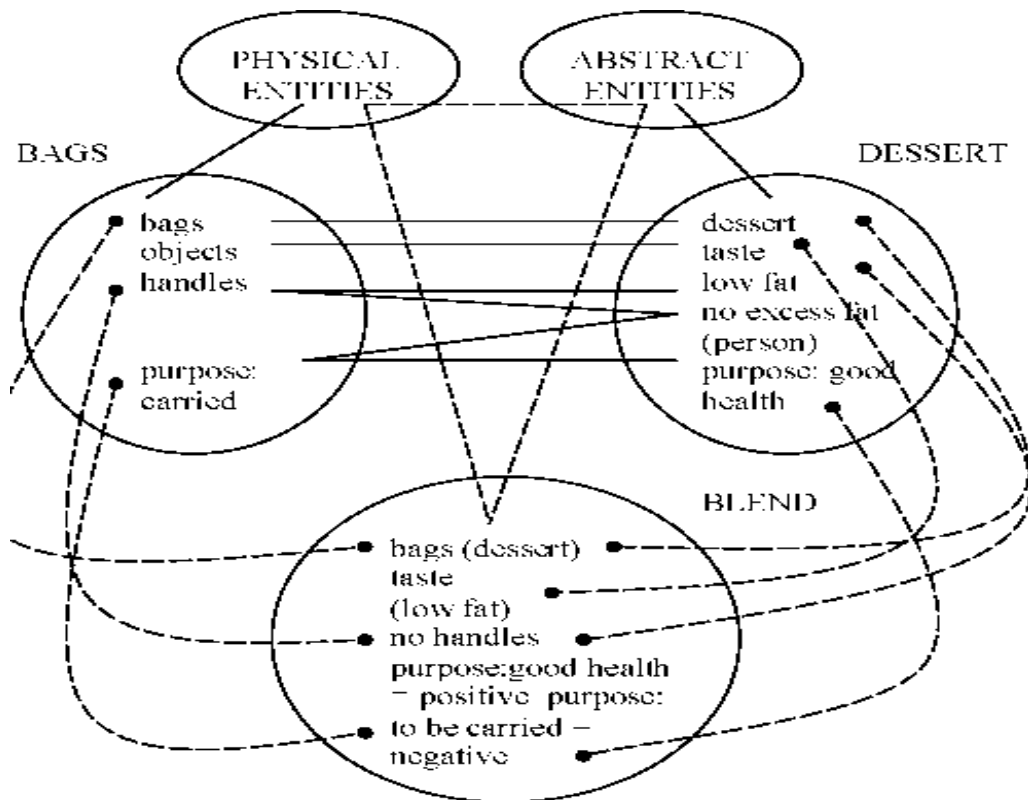 PHYSICAL
ENTITIES
ABSTRACT
ENTITIES
BAGS
DESSERT
bags
objects
handles
purpose:
carried
dessert
taste
low fat
no excess fat
(person)
purpose: good
health
BLEND
bags (dessert)
taste
(low fat)
no handles
purpose:good health
– positive purpose:
to be carried –
negative